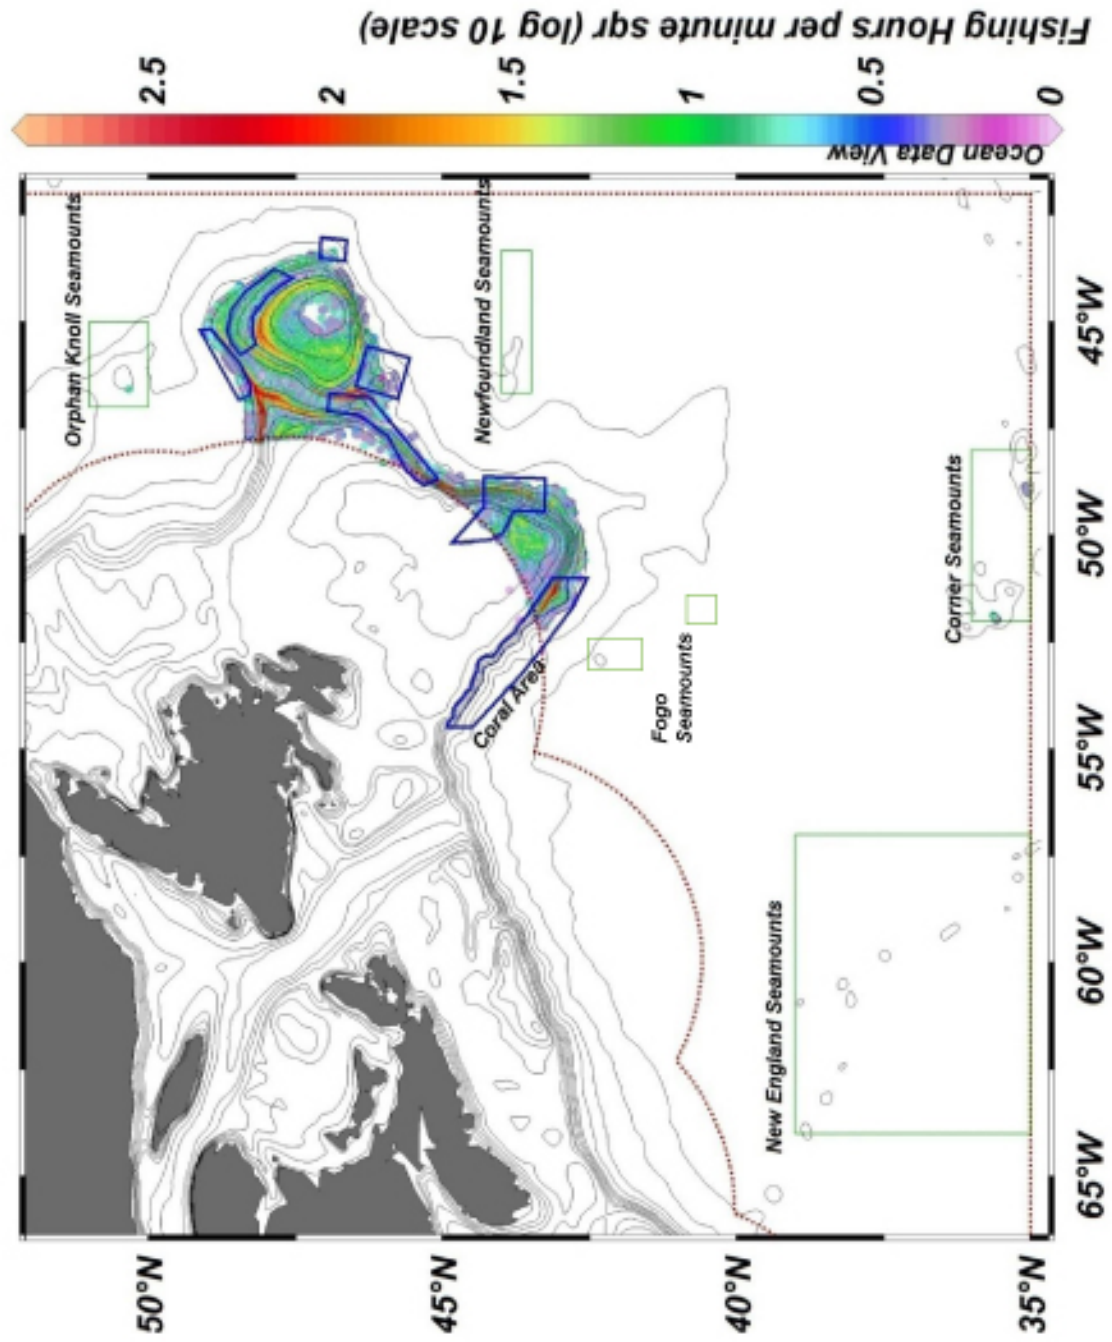 Orphan Knoll Seamounts
Newfoundland Seamounts
Corner Seamounts
Fogo
Seamounts
Coral Area
New England Seamounts
50°N
45°N
40°N
35°N
65°W
60°W
55°W
50°W
45°W
Ocean Data View
2.5
2
1.5
1
0.5
0
Fishing Hours per minute sqr (log 10 scale)